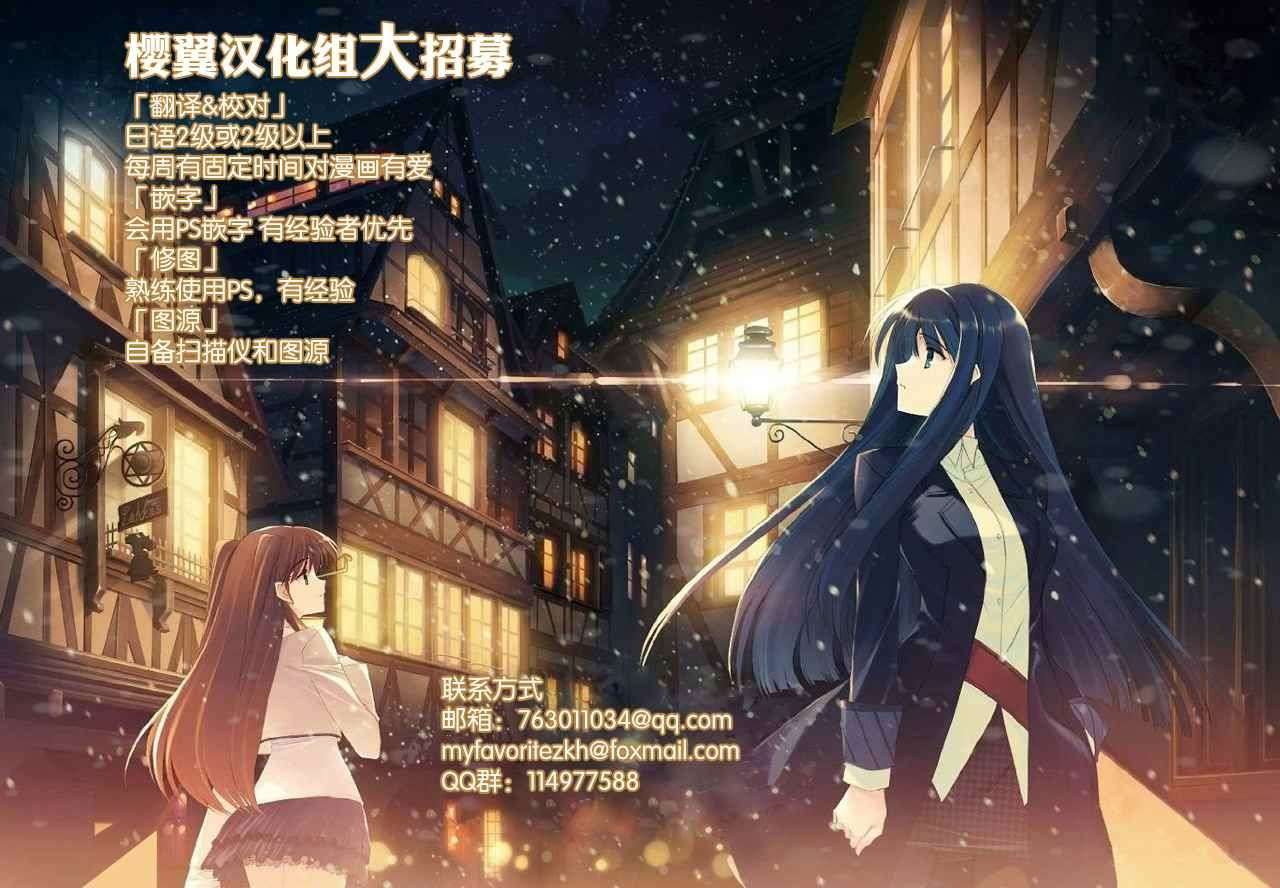 樱翼汉化组大招募
「翻译&校对」
日语2级或2级以上
每周有固定时间对漫画有爱
「嵌字」
会用PS嵌字 有经验者优先
「修图」
熟练使用PS，有经验
「图源」
自备扫描仪和图源
联系方式
邮箱：763011034@qq.com
myfavoritezkh@foxmail.com
QQ群：114977588